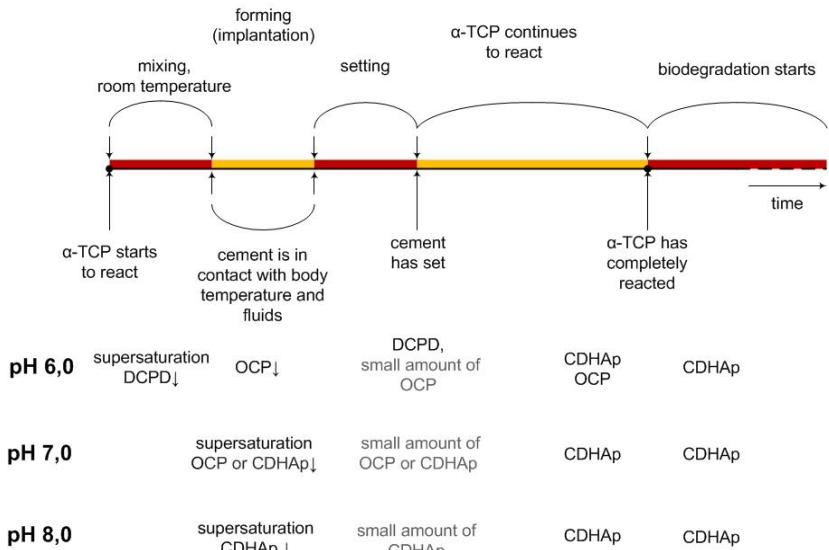 forming
(implantation)
α-TCP continues
to react
mixing,
room temperature
setting
biodegradation starts
time
α-TCP starts
to react
cement is in
contact with body
temperature and
fluids
cement
has set
α-TCP has
completely
reacted
pH 6,0
supersaturation
DCPD↓
OCP↓
DCPD,
small amount of
OCP
CDHAp
OCP
CDHAp
pH 7,0
supersaturation
OCP or CDHAp↓
small amount of
OCP or CDHAp
CDHAp
CDHAp
pH 8,0
supersaturation
CDHAp ↓
small amount of
CDHAp
CDHAp
CDHAp